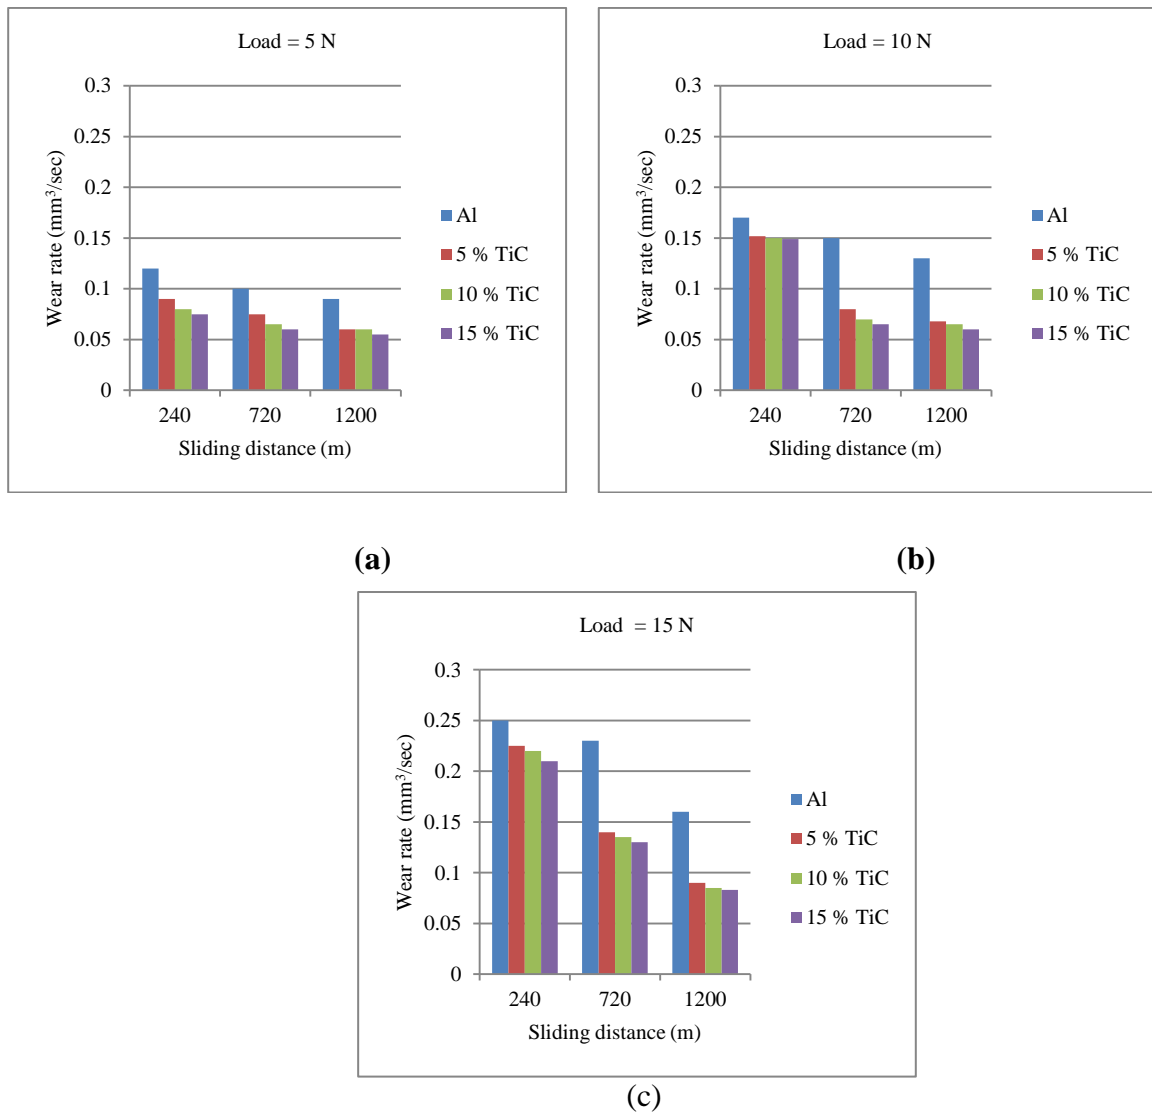 Load = 5 N
Wear rate (mm³/sec)
0.3
0.25
0.2
0.15
0.1
0.05
0
240 720 1200
Sliding distance (m)
Al
5 % TiC
10 % TiC
15 % TiC
(a)
Load = 10 N
Wear rate (mm³/sec)
0.3
0.25
0.2
0.15
0.1
0.05
0
240 720 1200
Sliding distance (m)
Al
5 % TiC
10 % TiC
15 % TiC
(b)
Load = 15 N
Wear rate (mm³/sec)
0.3
0.25
0.2
0.15
0.1
0.05
0
240 720 1200
Sliding distance (m)
Al
5 % TiC
10 % TiC
15 % TiC
(c)